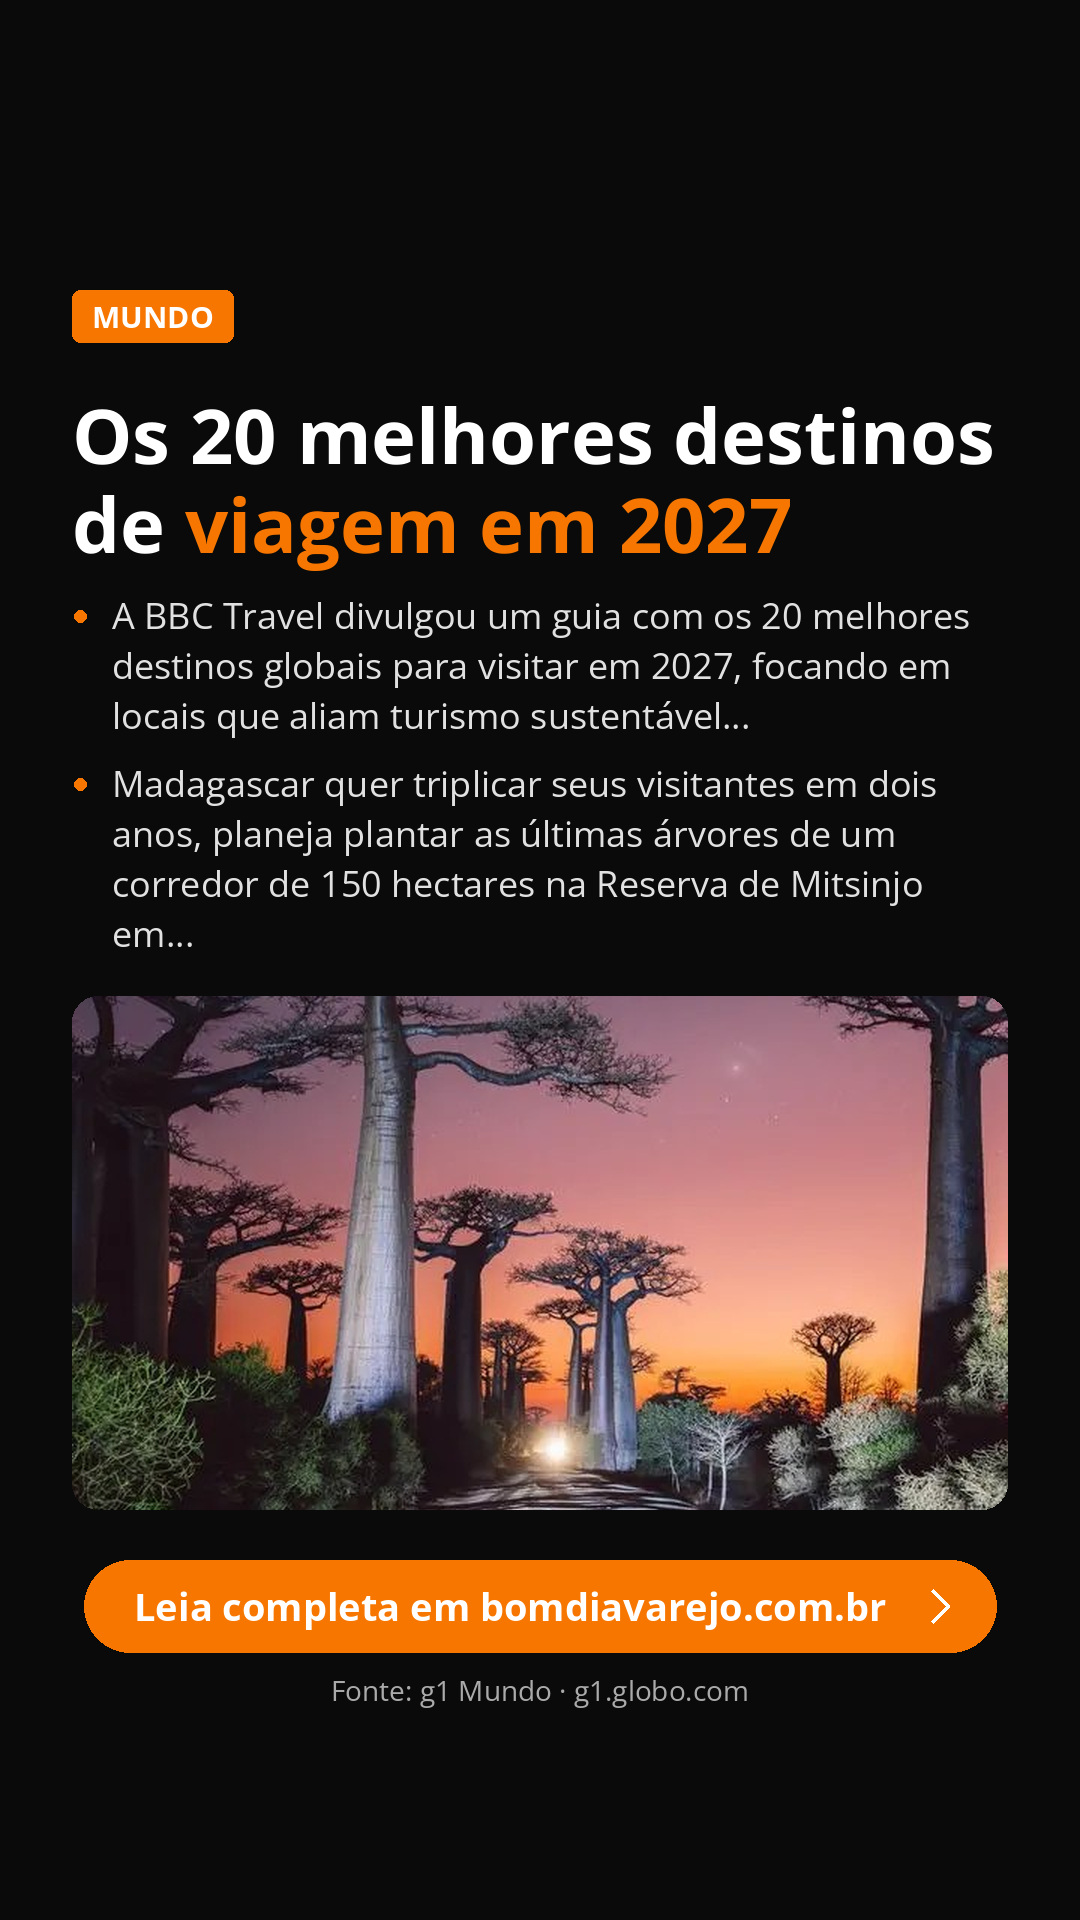 MUNDO
Os 20 melhores destinos
de viagem em 2027
• A BBC Travel divulgou um guia com os 20 melhores
destinos globais para visitar em 2027, focando em
locais que aliam turismo sustentável...
• Madagascar quer triplicar seus visitantes em dois
anos, planeja plantar as últimas árvores de um
corredor de 150 hectares na Reserva de Mitsinjo
em...
Leia completa em bomdiavarejo.com.br
Fonte: g1 Mundo · g1.globo.com